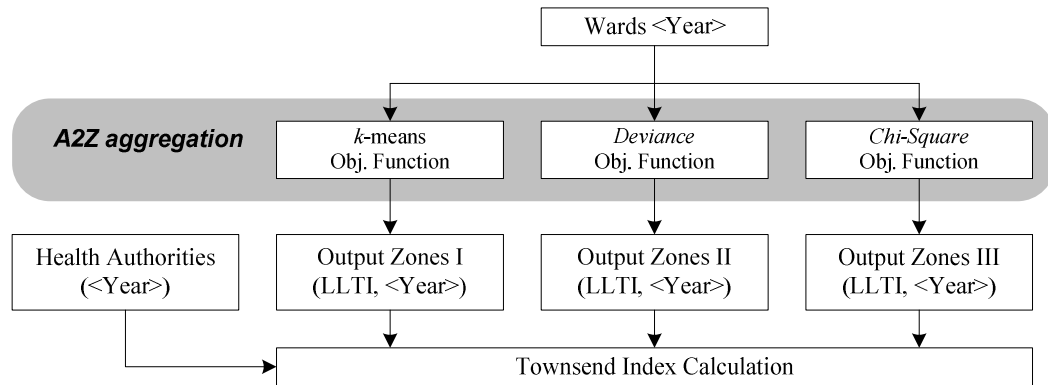 Wards <Year>
A2Z aggregation
k-means
Obj. Function
Deviance
Obj. Function
Chi-Square
Obj. Function
Health Authorities
(<Year>)
Output Zones I
(LLTI, <Year>)
Output Zones II
(LLTI, <Year>)
Output Zones III
(LLTI, <Year>)
Townsend Index Calculation